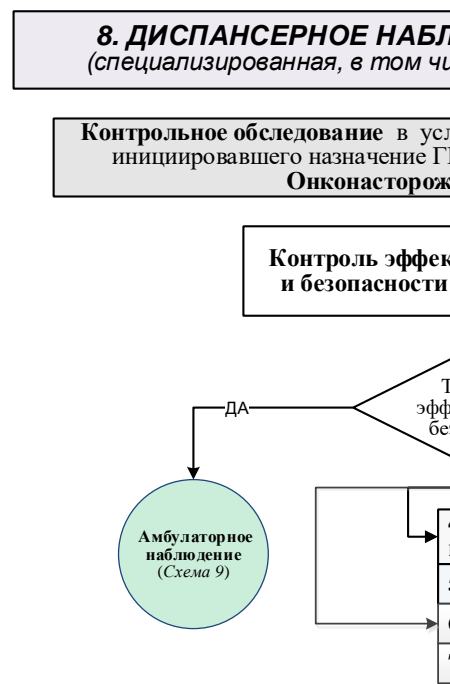 8. ДИСПАНСЕРНОЕ НАБЛ
(специализированная, в том чи
Контрольное обследование в усл
инициировавшего назначение ГИ
Онконасторож
Контроль эффек
и безопасности
Т
эфф
без
ДА
Амбулаторное
наблюдение
(Схема 9)